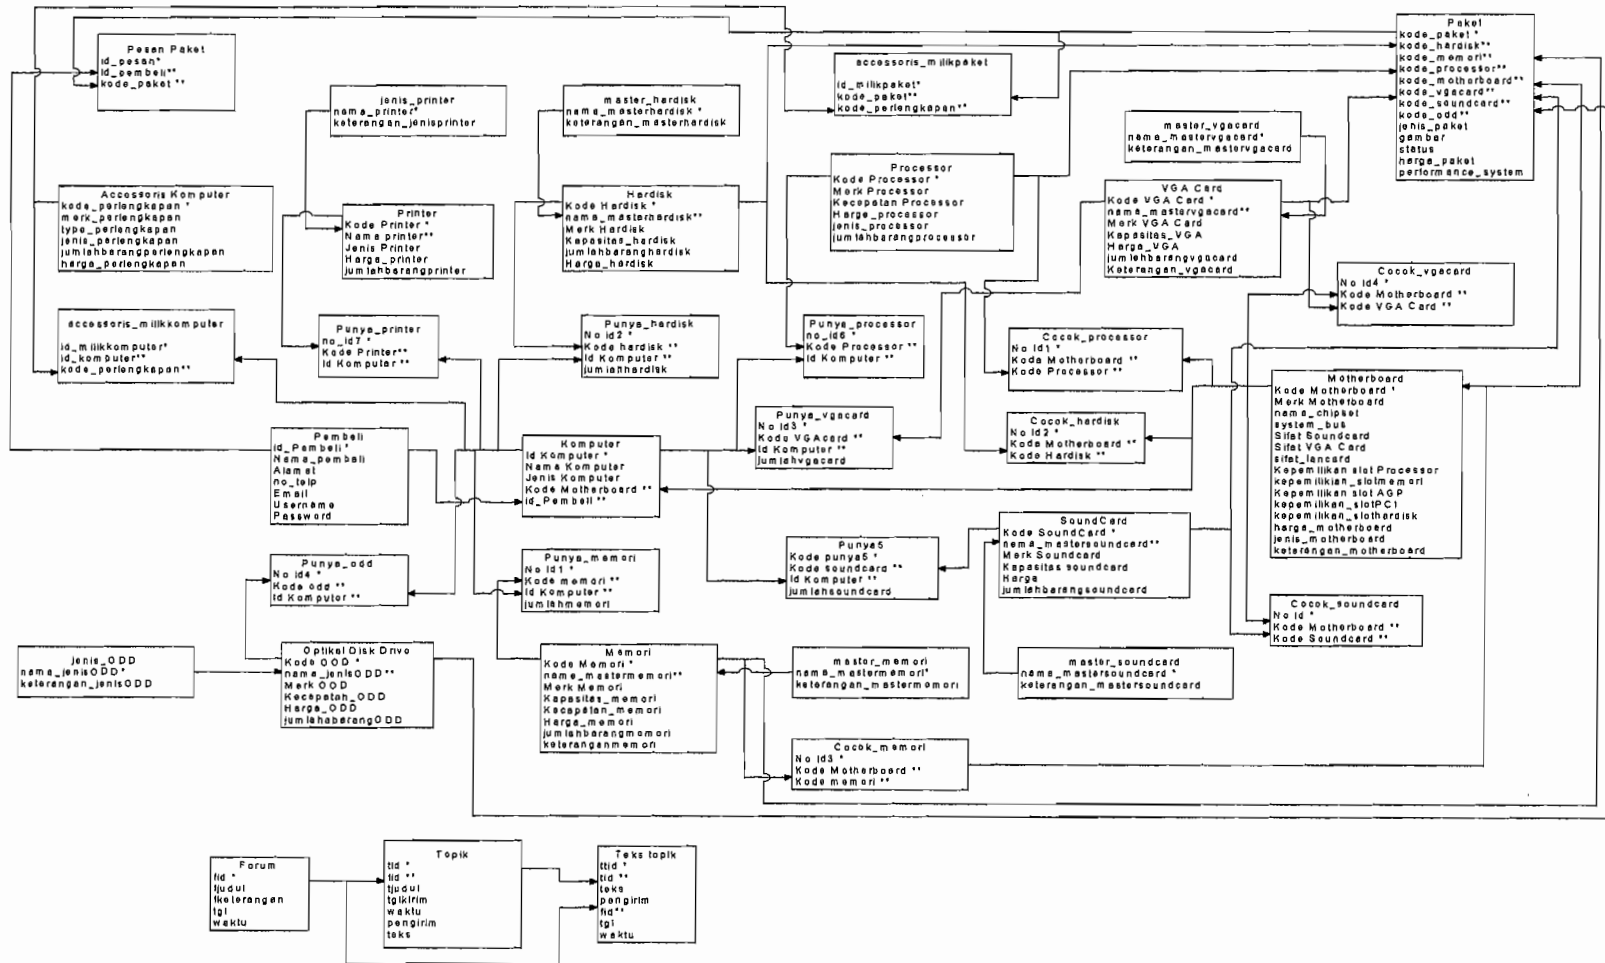 Pesan Paket
id_pesan*
id_pembeli**
kode_paket **
jenis_printer
nama_printer*
keterangan_jenisprinter
master_hardisk
nama_masterhardisk *
keterangan_masterhardisk
accessoris_milikpaket
id_milikpaket*
kode_paket**
kode_perlengkapan**
Paket
kode_paket *
kode_hardisk**
kode_memori**
kode_processor**
kode_motherboard**
kode_vgacard**
kode_soundcard**
kode_odd**
jenis_paket
gambar
status
harga_paket
performance_system
master_vgacard
nama_mastervgacard*
keterangan_mastervgacard
Accessoris Komputer
kode_perlengkapan *
merk_perlengkapan
type_perlengkapan
jenis_perlengkapan
jumlahbarangperlengkapan
harga_perlengkapan
Printer
Kode Printer *
Nama printer**
Jenis Printer
Harga_printer
jumlahbarangprinter
Hardisk
Kode Hardisk *
nama_masterhardisk**
Merk Hardisk
Kapasitas_hardisk
jumlahbaranghardisk
Harga_hardisk
Processor
Kode Processor *
Merk Processor
Kecepatan Processor
Harga_processor
jenis_processor
jumlahbarangprocessor
VGA Card
Kode VGA Card *
nama_mastervgacard**
Merk VGA Card
Kapasitas_VGA
Harga_VGA
jumlahbarangvgacard
Keterangan_vgacard
Cocok_vgacard
No Id4 *
Kode Motherboard **
Kode VGA Card **
accessoris_milikkomputer
id_milikkomputer*
id_komputer**
kode_perlengkapan**
Punya_printer
no_id7 *
Kode Printer**
Id Komputer **
Punya_hardisk
No Id2 *
Kode hardisk **
Id Komputer **
jumlahhardisk
Punya_processor
no_id6 *
Kode Processor **
Id Komputer **
Cocok_processor
No Id1 *
Kode Motherboard **
Kode Processor **
Motherboard
Kode Motherboard *
Merk Motherboard
nama_chipset
system_bus
Sifat Soundcard
Sifat VGA Card
sifat_lancard
Kepemilikan slot Processor
kepemilikian_slotmemori
Kepemilikan slot AGP
kepemilikan_slotPC1
kepemilikan_slothardisk
harga_motherboard
jenis_motherboard
keterangan_motherboard
Pembeli
id_Pembeli *
Nama_pembeli
Alamat
no_telp
Email
Username
Password
Komputer
Id Komputer *
Nama Komputer
Jenis Komputer
Kode Motherboard **
id_Pembeli **
Punya_vgacard
No Id3 *
Kode VGAcard **
Id Komputer **
jumlahvgacard
Cocok_hardisk
No Id2 *
Kode Motherboard **
Kode Hardisk **
Punya_odd
No Id4 *
Kode odd **
Id Komputer **
Punya_memori
No Id1 *
Kode memori **
Id Komputer **
jumlahmemori
Punya5
Kode punya5 *
Kode soundcard **
Id Komputer **
jumlahsoundcard
SoundCard
Kode SoundCard *
nama_mastersoundcard**
Merk Soundcard
Kapasitas soundcard
Harga
jumlahbarangsoundcard
Cocok_soundcard
No Id *
Kode Motherboard **
Kode Soundcard **
jenis_ODD
nama_jenisODD *
keterangan_jenisODD
Optikal Disk Drive
Kode OOD *
nama_jenisODD**
Merk OOD
Kecepatan_ODD
Harga_ODD
jumlahabarangODD
Memori
Kode Memori *
name_mastermemori**
Merk Memori
Kapasitas_memori
Kecepatan_memori
Harga_memori
jumlahbarangmemori
keteranganmemori
master_memori
nama_mastermemori*
keterangan_mastermemori
master_soundcard
nama_mastersoundcard *
keterangan_mastersoundcard
Cocok_memori
No Id3 *
Kode Motherboard **
Kode memori **
Forum
fid *
fjudul
fketerangan
tgl
waktu
Topik
tid *
fid **
tjudul
tglkirim
waktu
pengirim
teks
Teks topik
ttid *
tid **
teks
pengirim
fid**
tgl
waktu